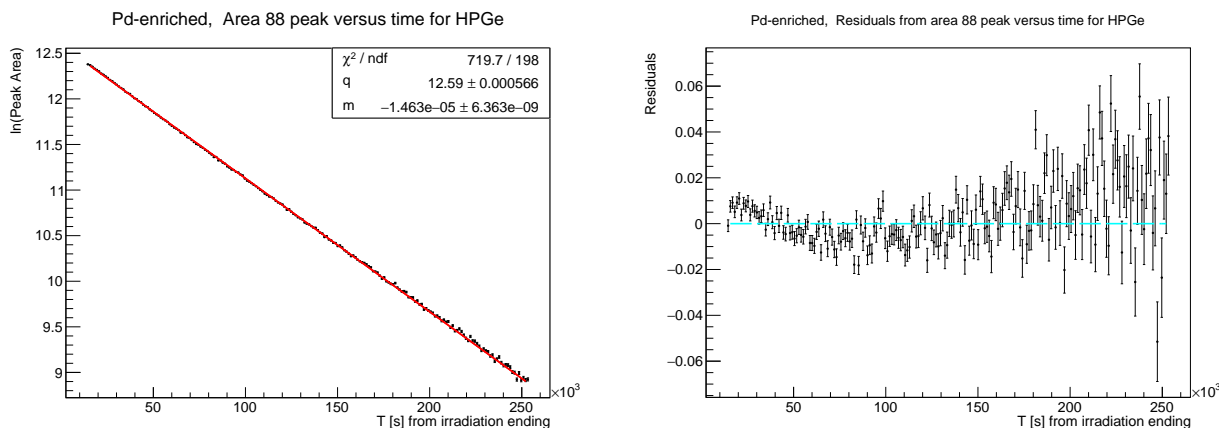 Pd-enriched,  Area 88 peak versus time for HPGe
ln(Peak Area)
12.5
12
11.5
11
10.5
10
9.5
9
χ² / ndf 719.7 / 198
q 12.59 ± 0.000566
m −1.463e−05 ± 6.363e−09
50 100 150 200 250
×10³
T [s] from irradiation ending
Pd-enriched,  Residuals from area 88 peak versus time for HPGe
Residuals
0.06
0.04
0.02
0
−0.02
−0.04
−0.06
50 100 150 200 250
×10³
T [s] from irradiation ending